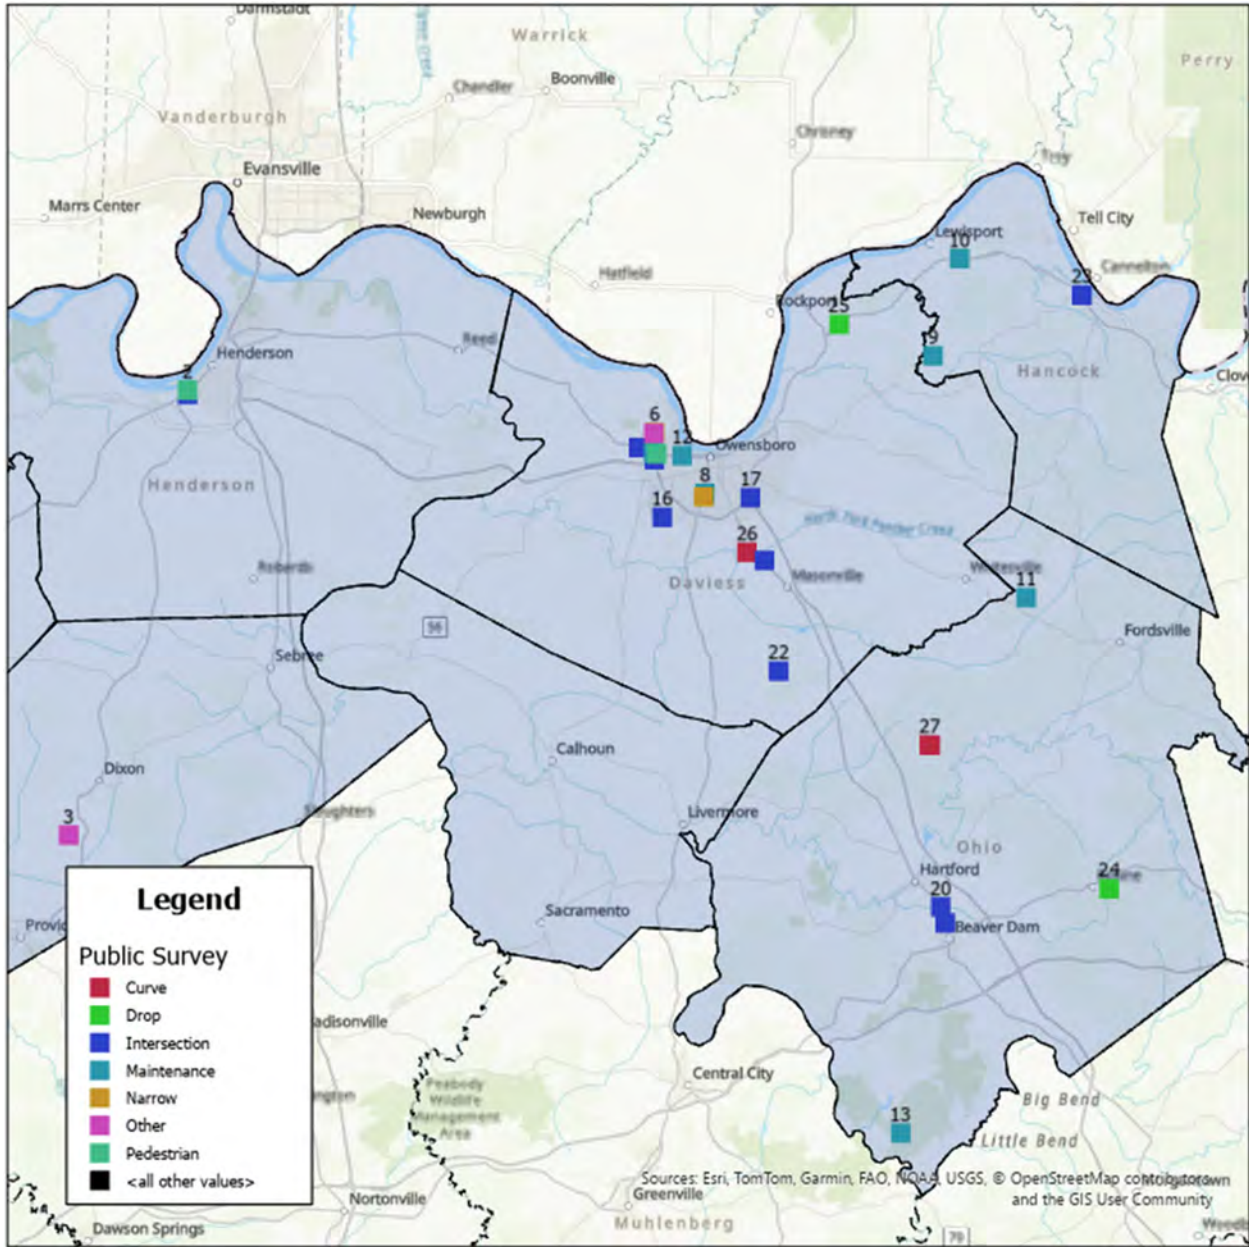 Darmstadt
Warrick
Perry
Chandler
Boonville
Vanderburgh
Chrisney
Troy
Evansville
Marrs Center
Newburgh
Tell City
Lewisport
10
Hatfield
Cannelton
23
Rockport
25
Reed
Henderson
9
Hancock
2
6
12
Owensboro
Henderson
8
17
16
26
Roberds
Daviess
Masonville
Whitesville
11
56
Fordsville
Sebree
22
27
Calhoun
Dixon
Slaughters
Livermore
3
Ohio
Hartford
24
20
Sacramento
Beaver Dam
Legend
Public Survey
Curve
Drop
Intersection
Maintenance
Narrow
Other
Pedestrian
<all other values>
adisonville
Central City
Peabody
Wildlife
Management
Area
Big Bend
13
Little Bend
Sources: Esri, TomTom, Garmin, FAO, NOAA, USGS, © OpenStreetMap contributors,
and the GIS User Community
Nortonville
Greenville
Muhlenberg
Dawson Springs
79